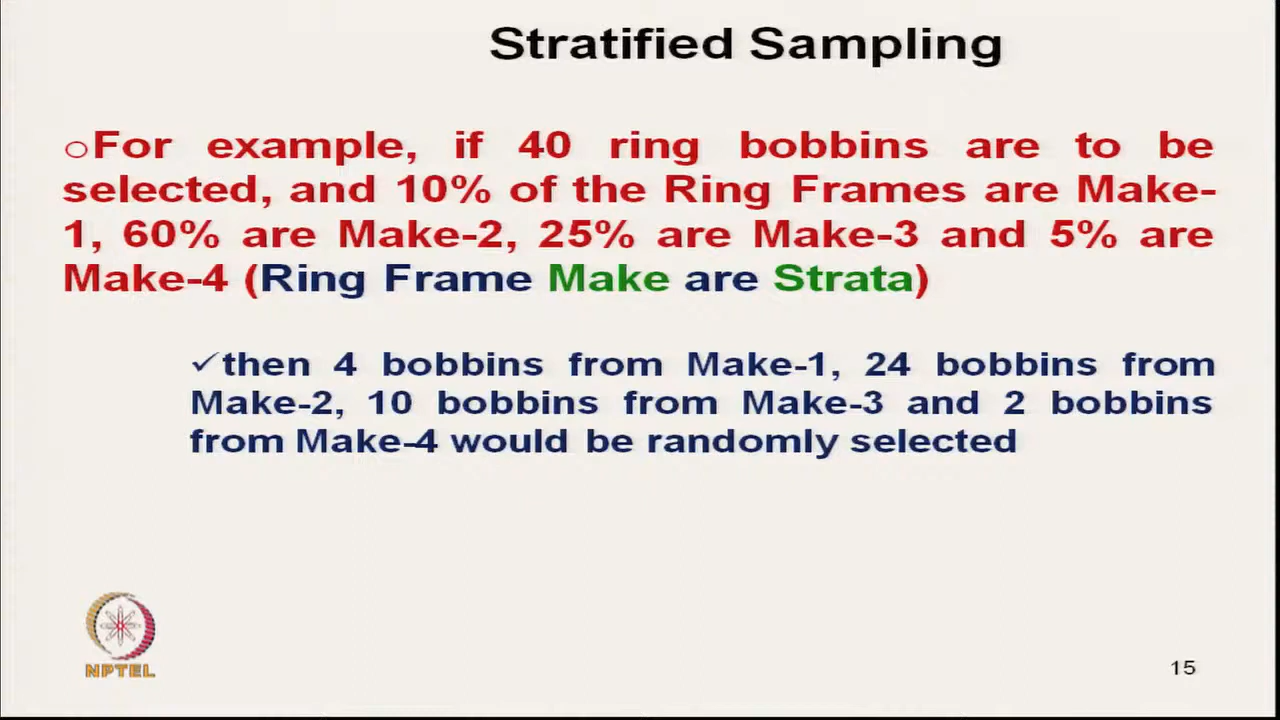 Stratified Sampling
○For example, if 40 ring bobbins are to be
selected, and 10% of the Ring Frames are Make-
1, 60% are Make-2, 25% are Make-3 and 5% are
Make-4 (Ring Frame Make are Strata)
✓then 4 bobbins from Make-1, 24 bobbins from
Make-2, 10 bobbins from Make-3 and 2 bobbins
from Make-4 would be randomly selected
NPTEL
15